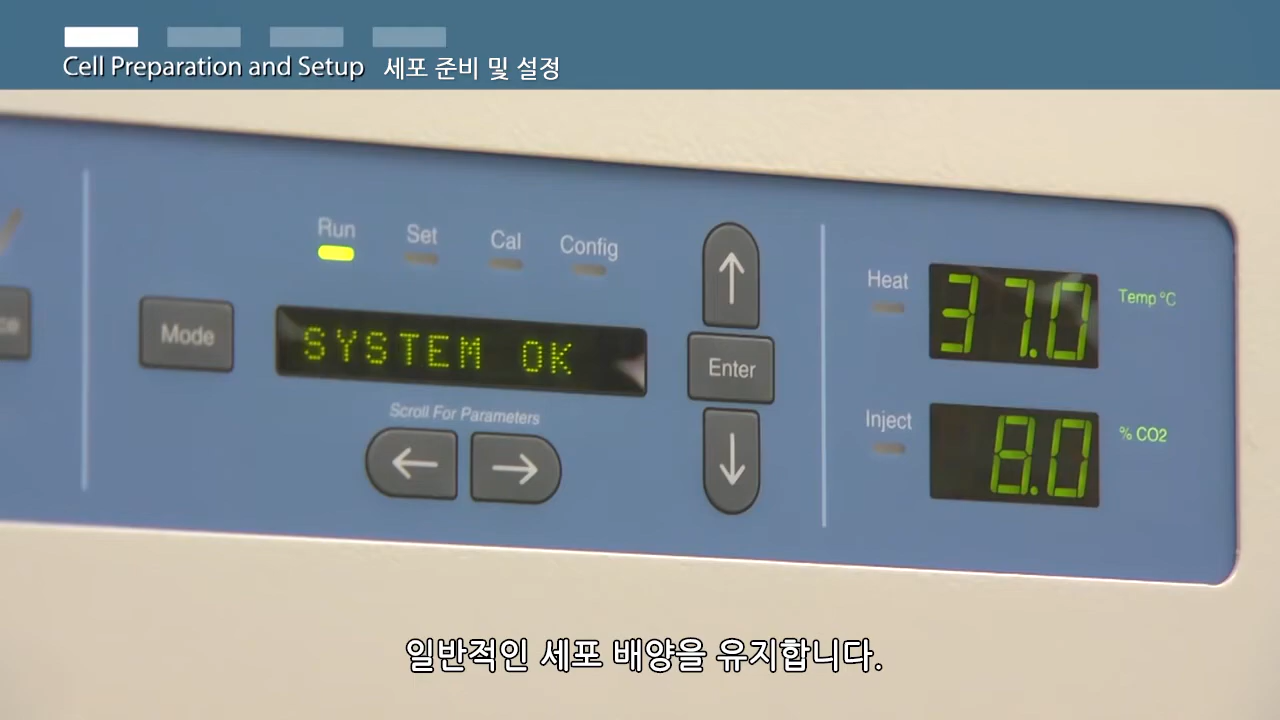 Cell Preparation and Setup 세포 준비 및 설정
Run Set Cal Config
Mode
SYSTEM OK
Scroll For Parameters
Enter
Heat 37.0 Temp °C
Inject 8.0 % CO2
일반적인 세포 배양을 유지합니다.